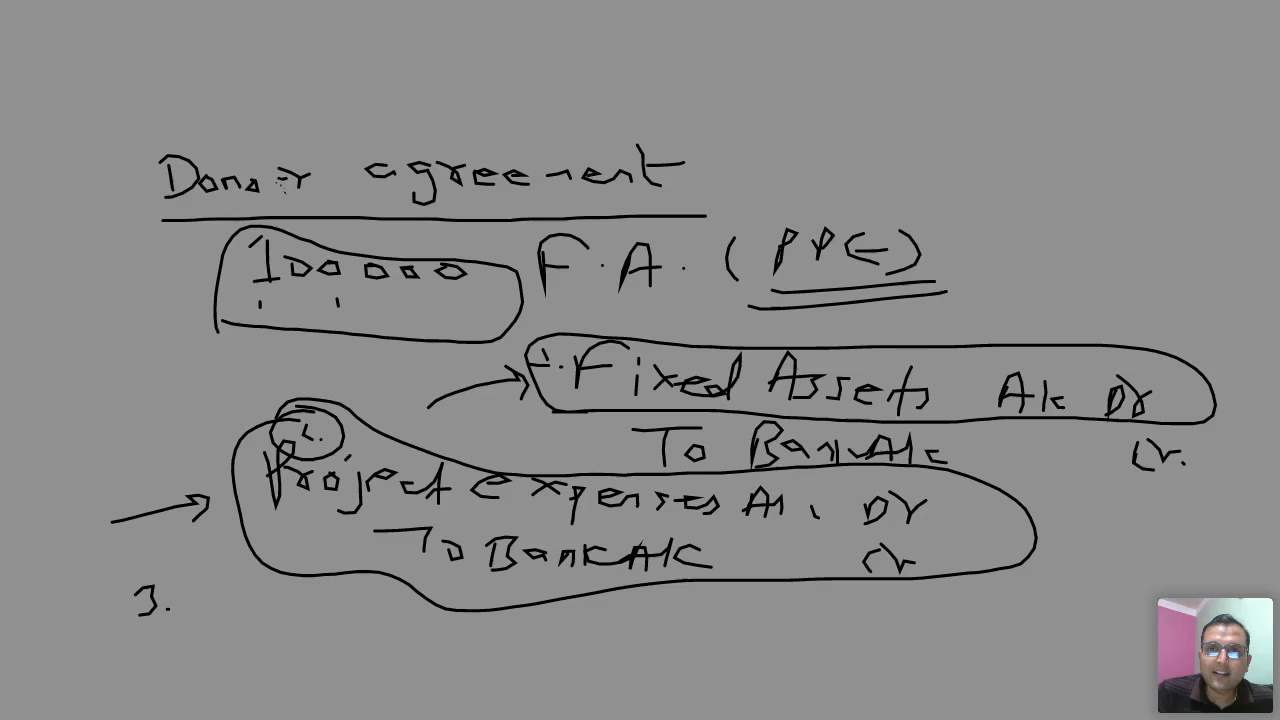 Donor agreement
100000 F.A. (PPE)
1. Fixed Assets A/c Dr
To Bank A/c Cr.
2.
Project expenses A/c Dr
To Bank A/c Cr
3.